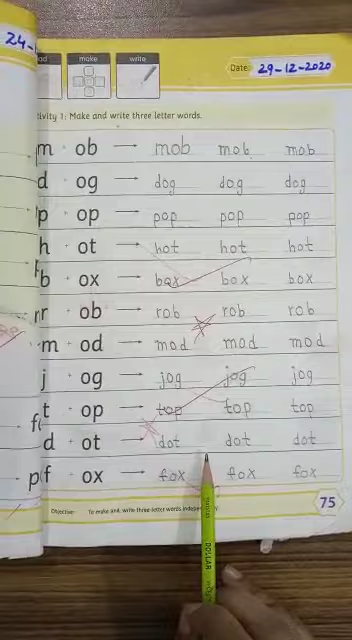 24-
make write
Date: 29-12-2020
tivity 1: Make and write three letter words.
m + ob → mob mob mob
d + og → dog dog dog
p + op → pop pop pop
h + ot → hot hot hot
b + ox → box box box
r + ob → rob rob rob
m + od → mod mod mod
j + og → jog jog jog
t + op → top top top
d + ot → dot dot dot
f + ox → fox fox fox
Objective: To make and write three-letter words
75
DOLLAR